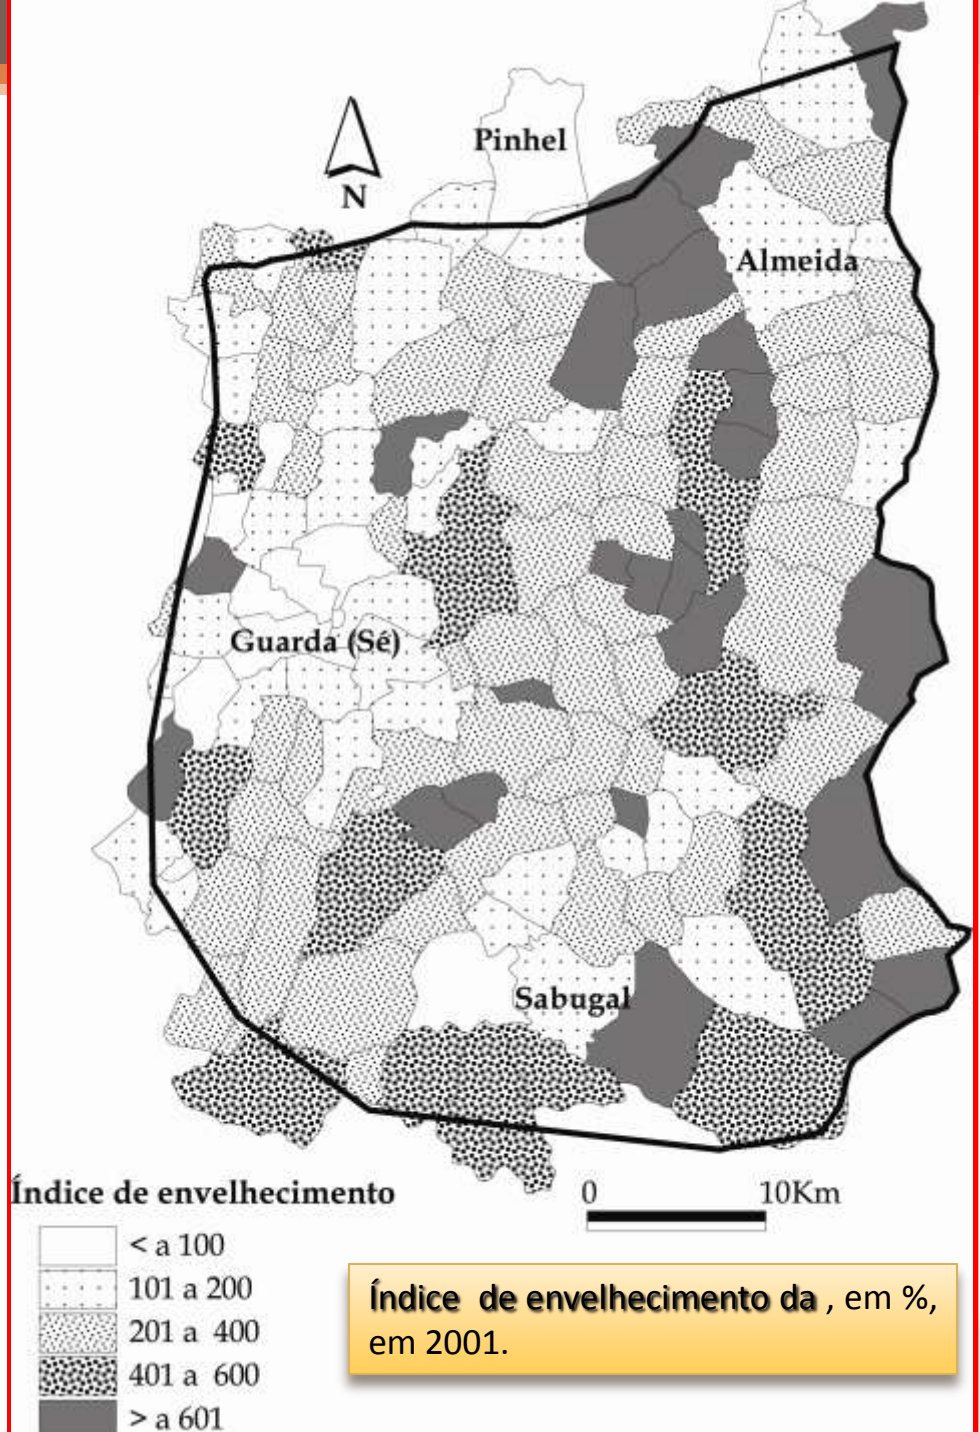 Pinhel
N
Almeida
Guarda (Sé)
Sabugal
Índice de envelhecimento
< a 100
101 a 200
201 a 400
401 a 600
> a 601
0 10Km
Índice de envelhecimento da , em %,
em 2001.